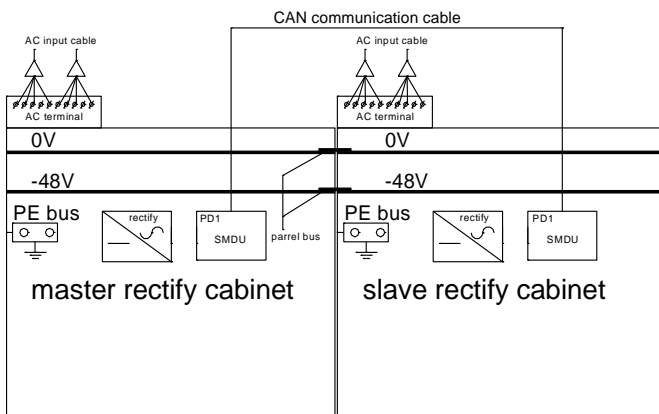 CAN communication cable
AC input cable
AC input cable
AC terminal
AC terminal
0V
0V
-48V
-48V
PE bus
rectify
PD1
SMDU
parrel bus
PE bus
rectify
PD1
SMDU
master rectify cabinet
slave rectify cabinet